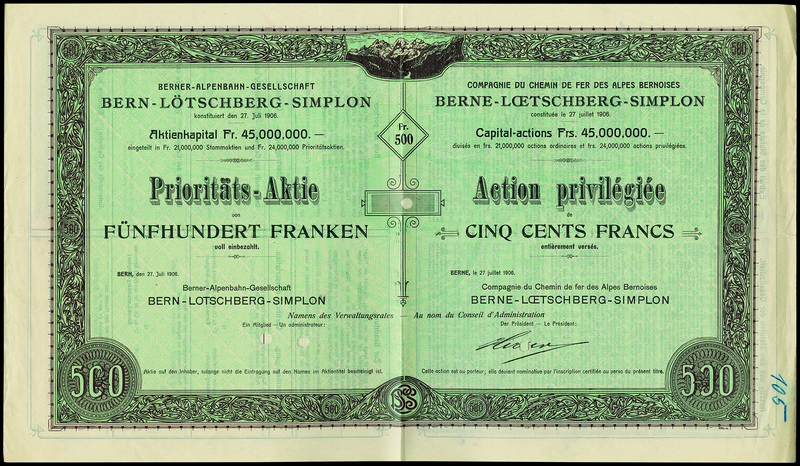 BERNER-ALPENBAHN-GESELLSCHAFT
BERN-LÖTSCHBERG-SIMPLON
konstituiert den 27. Juli 1906.
Aktienkapital Fr. 45,000,000. —
eingeteilt in Fr. 21,000,000 Stammaktien und Fr. 24,000,000 Prioritätsaktien.
Prioritäts-Aktie
von
FÜNFHUNDERT FRANKEN
voll einbezahlt.
BERN, den 27. Juli 1906.
Berner-Alpenbahn-Gesellschaft
BERN-LÖTSCHBERG-SIMPLON
Fr.
500
COMPAGNIE DU CHEMIN DE FER DES ALPES BERNOISES
BERNE-LŒTSCHBERG-SIMPLON
constituée le 27 juillet 1906.
Capital-actions Frs. 45,000,000. —
divisés en frs. 21,000,000 actions ordinaires et frs. 24,000,000 actions privilégiées.
Action privilégiée
de
CINQ CENTS FRANCS
entièrement versés.
BERNE, le 27 juillet 1906.
Compagnie du Chemin de fer des Alpes Bernoises
BERNE-LŒTSCHBERG-SIMPLON
Namens des Verwaltungsrates — Au nom du Conseil d'Administration
Ein Mitglied — Un administrateur:
Der Präsident — Le Président:
Aktie auf den Inhaber, solange nicht die Eintragung auf den Namen im Aktientitel bescheinigt ist.
Cette action est au porteur; elle devient nominative par l'inscription certifiée au verso du présent titre.
500
500
105